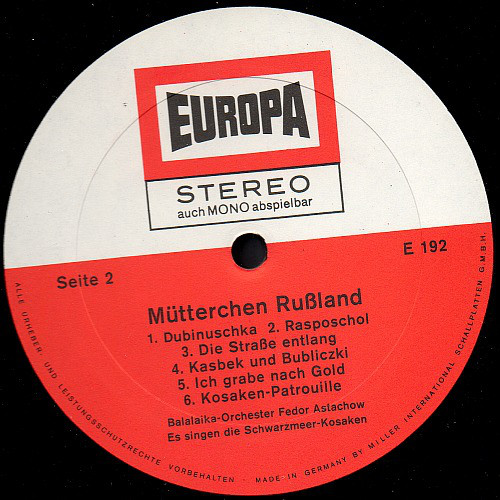 EUROPA
STEREO
auch MONO abspielbar
Seite 2
E 192
Mütterchen Rußland
1. Dubinuschka 2. Rasposchol
3. Die Straße entlang
4. Kasbek und Bubliczki
5. Ich grabe nach Gold
6. Kosaken-Patrouille
Balalaika-Orchester Fedor Astachow
Es singen die Schwarzmeer-Kosaken
ALLE URHEBER UND LEISTUNGSSCHUTZRECHTE VORBEHALTEN - MADE IN GERMANY BY MILLER INTERNATIONAL SCHALLPLATTEN G.M.B.H.